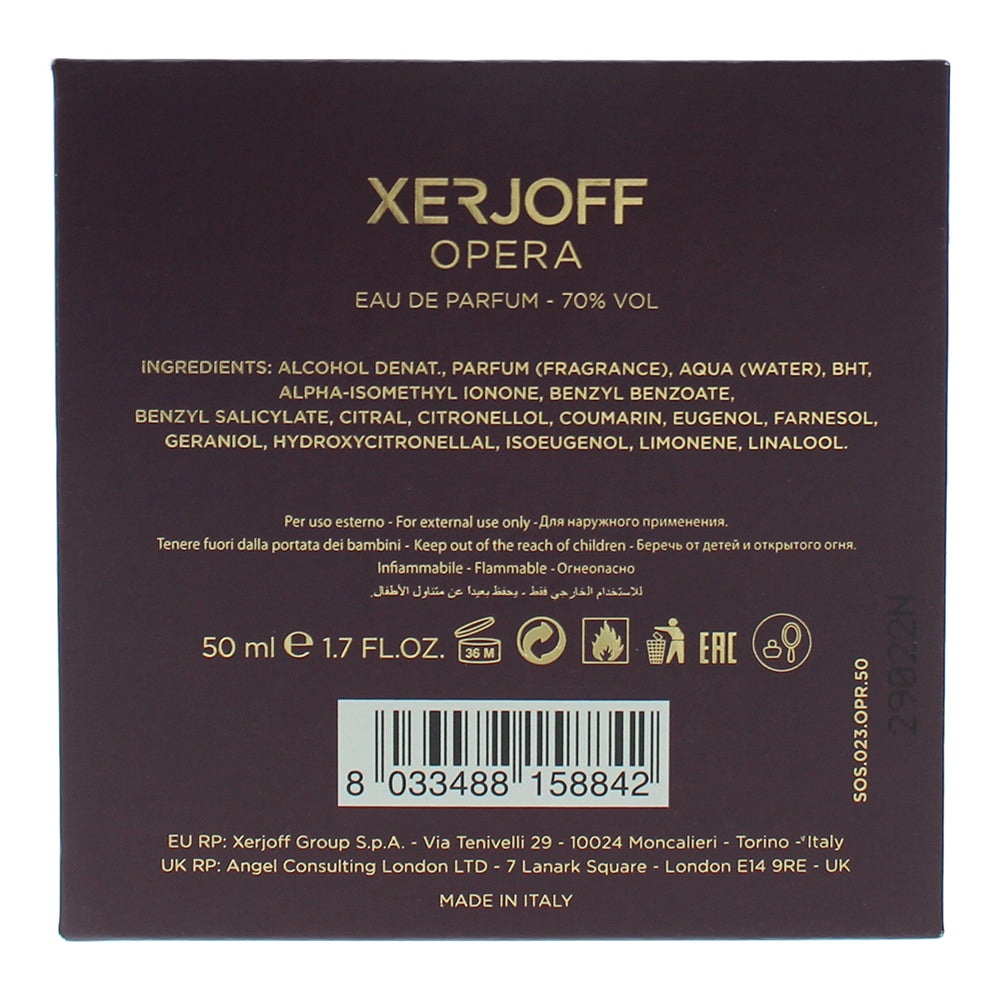 XERJOFF
OPERA
EAU DE PARFUM - 70% VOL
INGREDIENTS: ALCOHOL DENAT., PARFUM (FRAGRANCE), AQUA (WATER), BHT,
ALPHA-ISOMETHYL IONONE, BENZYL BENZOATE,
BENZYL SALICYLATE, CITRAL, CITRONELLOL, COUMARIN, EUGENOL, FARNESOL,
GERANIOL, HYDROXYCITRONELLAL, ISOEUGENOL, LIMONENE, LINALOOL.
Per uso esterno - For external use only -Для наружного применения.
Tenere fuori dalla portata dei bambini - Keep out of the reach of children - Беречь от детей и открытого огня.
Infiammabile - Flammable - Огнеопасно
للاستخدام الخارجي فقط - يحفظ بعيدا عن متناول الأطفال.
50 ml e 1.7 FL.OZ.
36 M
EAC
SOS.023.OPR.50
29022N
8 033488 158842
EU RP: Xerjoff Group S.p.A. - Via Tenivelli 29 - 10024 Moncalieri - Torino - Italy
UK RP: Angel Consulting London LTD - 7 Lanark Square - London E14 9RE - UK
MADE IN ITALY